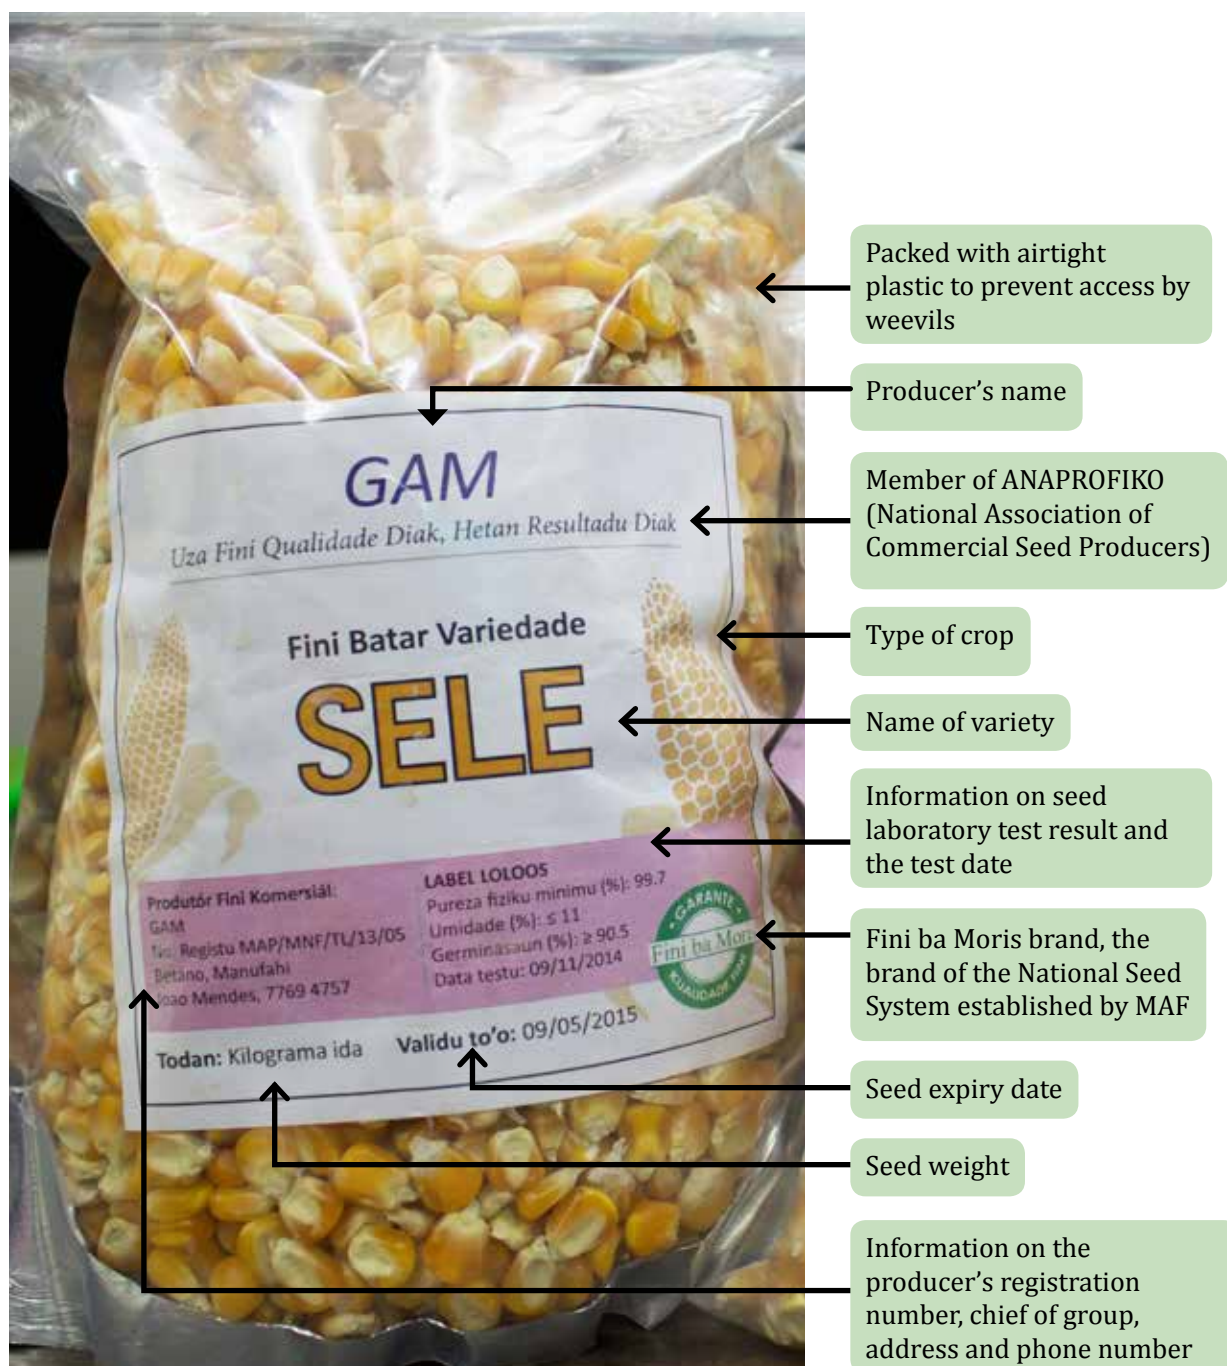 Packed with airtight
plastic to prevent access by
weevils
Producer's name
Member of ANAPROFIKO
(National Association of
Commercial Seed Producers)
Type of crop
Name of variety
Information on seed
laboratory test result and
the test date
Fini ba Moris brand, the
brand of the National Seed
System established by MAF
Seed expiry date
Seed weight
Information on the
producer's registration
number, chief of group,
address and phone number
GAM
Uza Fini Qualidade Diak, Hetan Resultadu Diak
Fini Batar Variedade
SELE
Produtór Fini Komersiál:
GAM
No. Registu MAP/MNF/TL/13/05
Betano, Manufahi
Joao Mendes, 7769 4757
LABEL LOLOOS
Pureza fiziku minimu (%): 99.7
Umidade (%): ≤ 11
Germinasaun (%): ≥ 90.5
Data testu: 09/11/2014
GARANTE
Fini ba Moris
KUALIDADE
Todan: Kilograma ida
Validu to'o: 09/05/2015